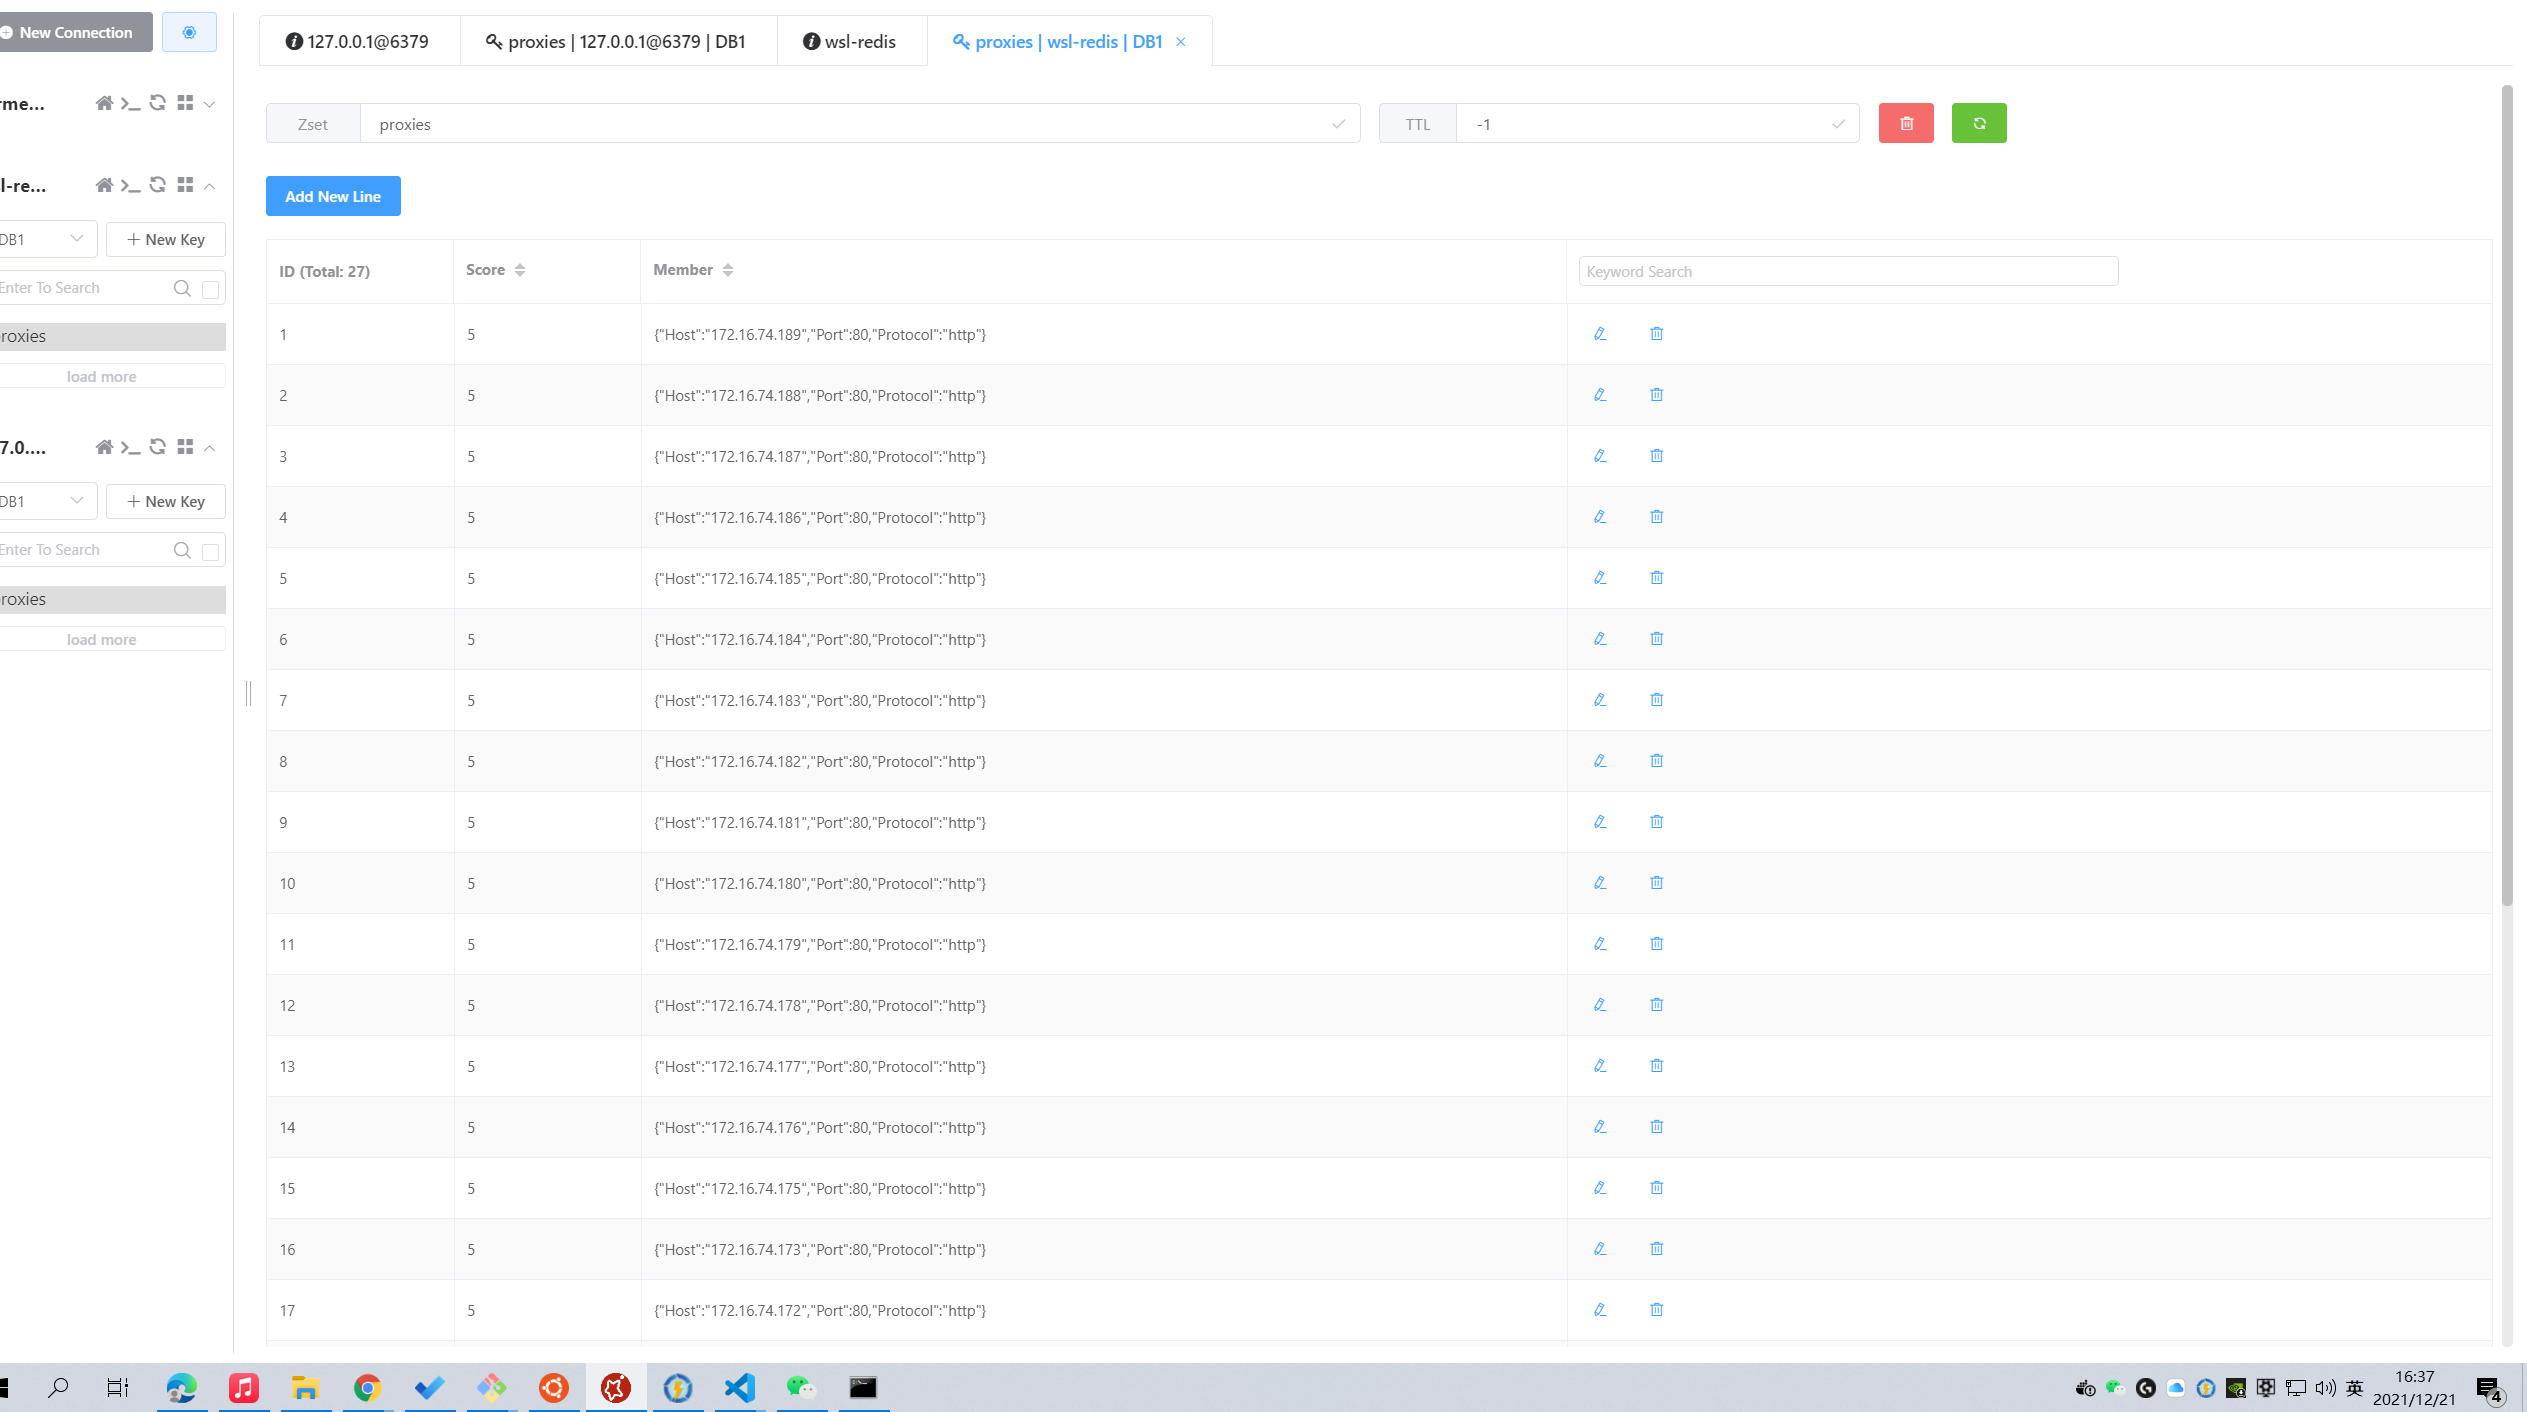 New Connection
127.0.0.1@6379
proxies | 127.0.0.1@6379 | DB1
wsl-redis
proxies | wsl-redis | DB1
rme...
l-re...
DB1
New Key
Enter To Search
roxies
load more
7.0....
DB1
New Key
Enter To Search
roxies
load more
Zset
proxies
TTL
-1
Add New Line
ID (Total: 27) Score Member Keyword Search
1 5 {"Host":"172.16.74.189","Port":80,"Protocol":"http"}
2 5 {"Host":"172.16.74.188","Port":80,"Protocol":"http"}
3 5 {"Host":"172.16.74.187","Port":80,"Protocol":"http"}
4 5 {"Host":"172.16.74.186","Port":80,"Protocol":"http"}
5 5 {"Host":"172.16.74.185","Port":80,"Protocol":"http"}
6 5 {"Host":"172.16.74.184","Port":80,"Protocol":"http"}
7 5 {"Host":"172.16.74.183","Port":80,"Protocol":"http"}
8 5 {"Host":"172.16.74.182","Port":80,"Protocol":"http"}
9 5 {"Host":"172.16.74.181","Port":80,"Protocol":"http"}
10 5 {"Host":"172.16.74.180","Port":80,"Protocol":"http"}
11 5 {"Host":"172.16.74.179","Port":80,"Protocol":"http"}
12 5 {"Host":"172.16.74.178","Port":80,"Protocol":"http"}
13 5 {"Host":"172.16.74.177","Port":80,"Protocol":"http"}
14 5 {"Host":"172.16.74.176","Port":80,"Protocol":"http"}
15 5 {"Host":"172.16.74.175","Port":80,"Protocol":"http"}
16 5 {"Host":"172.16.74.173","Port":80,"Protocol":"http"}
17 5 {"Host":"172.16.74.172","Port":80,"Protocol":"http"}
英
16:37
2021/12/21
4